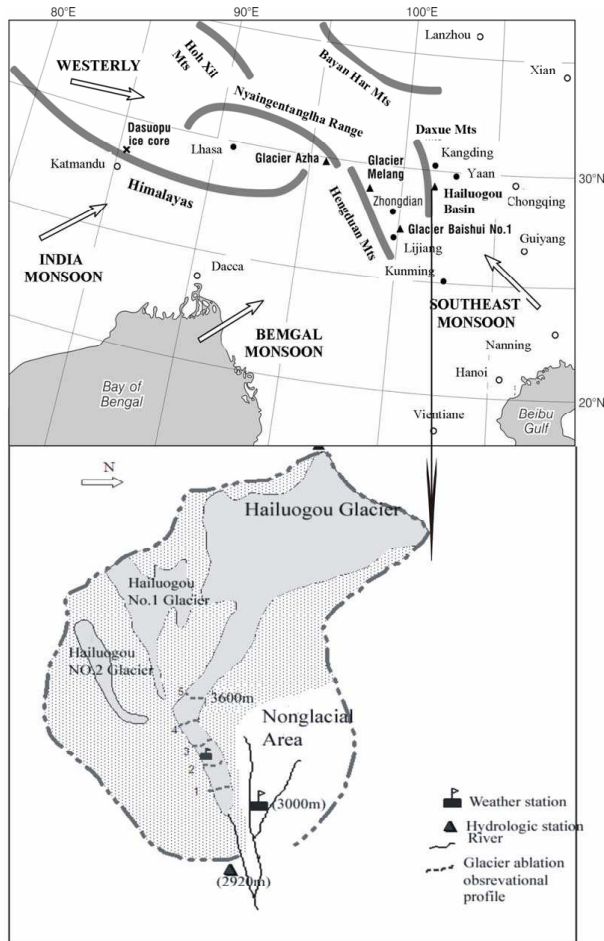 80°E
90°E
100°E
Lanzhou
Xian
Hoh Xil
Mts
Bayan Har Mts
WESTERLY
Nyaingentanglha Range
Dasuopu
ice core
Lhasa
Katmandu
Himalayas
Glacier Azha
Glacier
Melang
Zhongdian
Hengduan Mts
Daxue Mts
Kangding
Yaan
30°N
Hailuogou
Basin
Chongqing
Glacier Baishui No.1
Lijiang
Guiyang
Kunming
INDIA
MONSOON
Dacca
BEMGAL
MONSOON
SOUTHEAST
MONSOON
Nanning
Hanoi
Bay of
Bengal
Vientiane
Beibu
Gulf
20°N
N
Hailuogou Glacier
Hailuogou
No.1 Glacier
Hailuogou
NO.2 Glacier
5
3600m
4
3
2
1
Nonglacial
Area
(3000m)
(2920m)
Weather station
Hydrologic station
River
Glacier ablation
obsrevational
profile